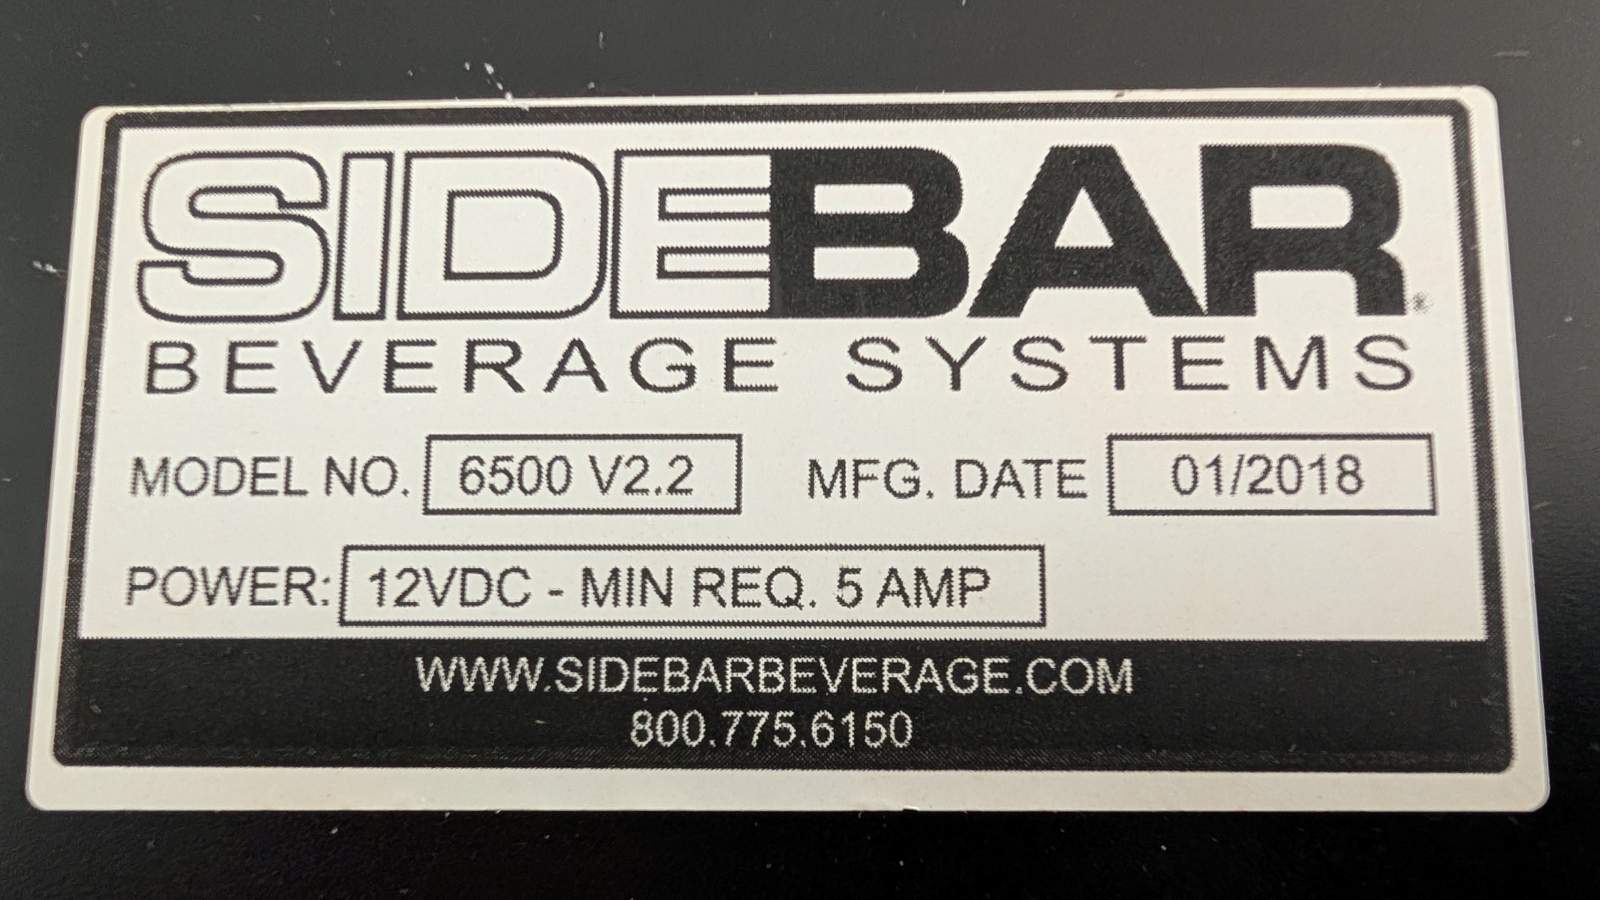 SIDEBAR®
BEVERAGE SYSTEMS
MODEL NO. 6500 V2.2 MFG. DATE 01/2018
POWER: 12VDC - MIN REQ. 5 AMP
WWW.SIDEBARBEVERAGE.COM
800.775.6150